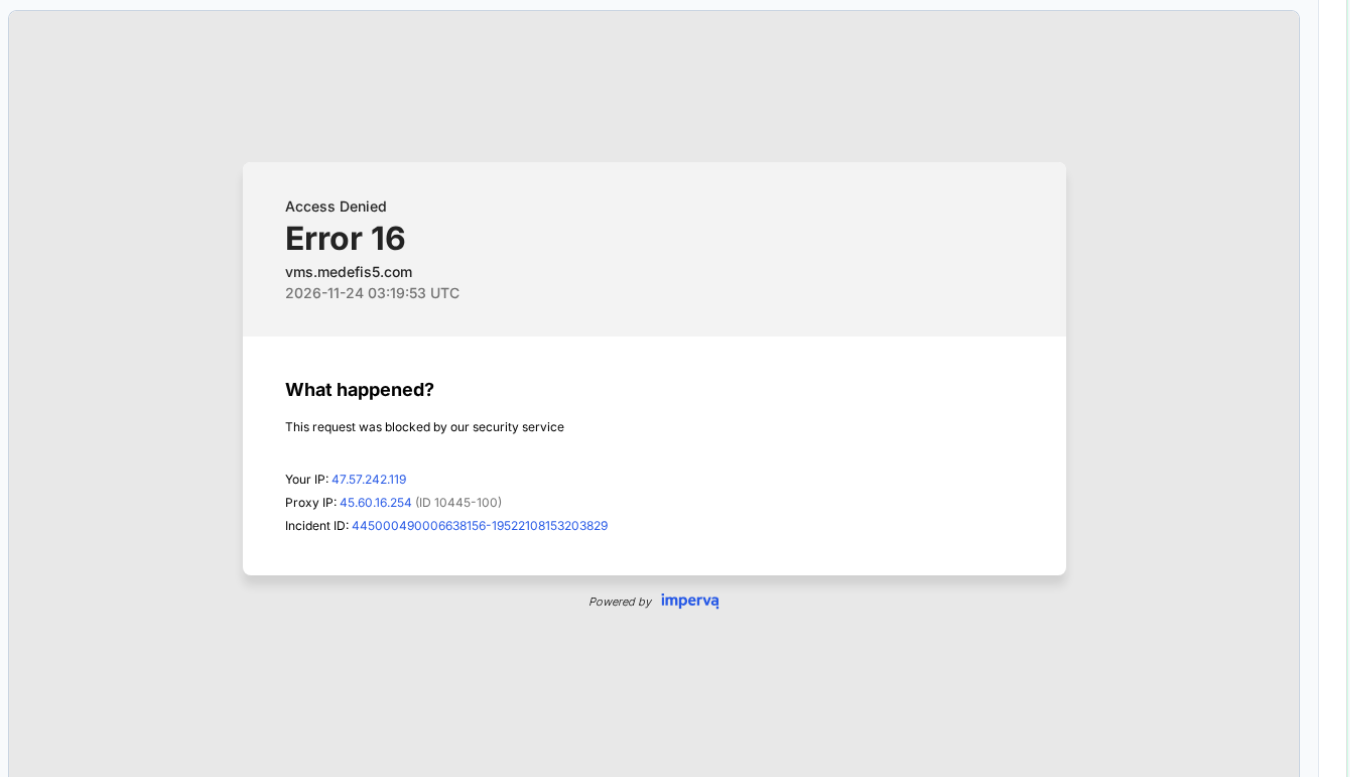 Access Denied
Error 16
vms.medefis5.com
2026-11-24 03:19:53 UTC
What happened?
This request was blocked by our security service
Your IP: 47.57.242.119
Proxy IP: 45.60.16.254 (ID 10445-100)
Incident ID: 445000490006638156-19522108153203829
Powered by imperva